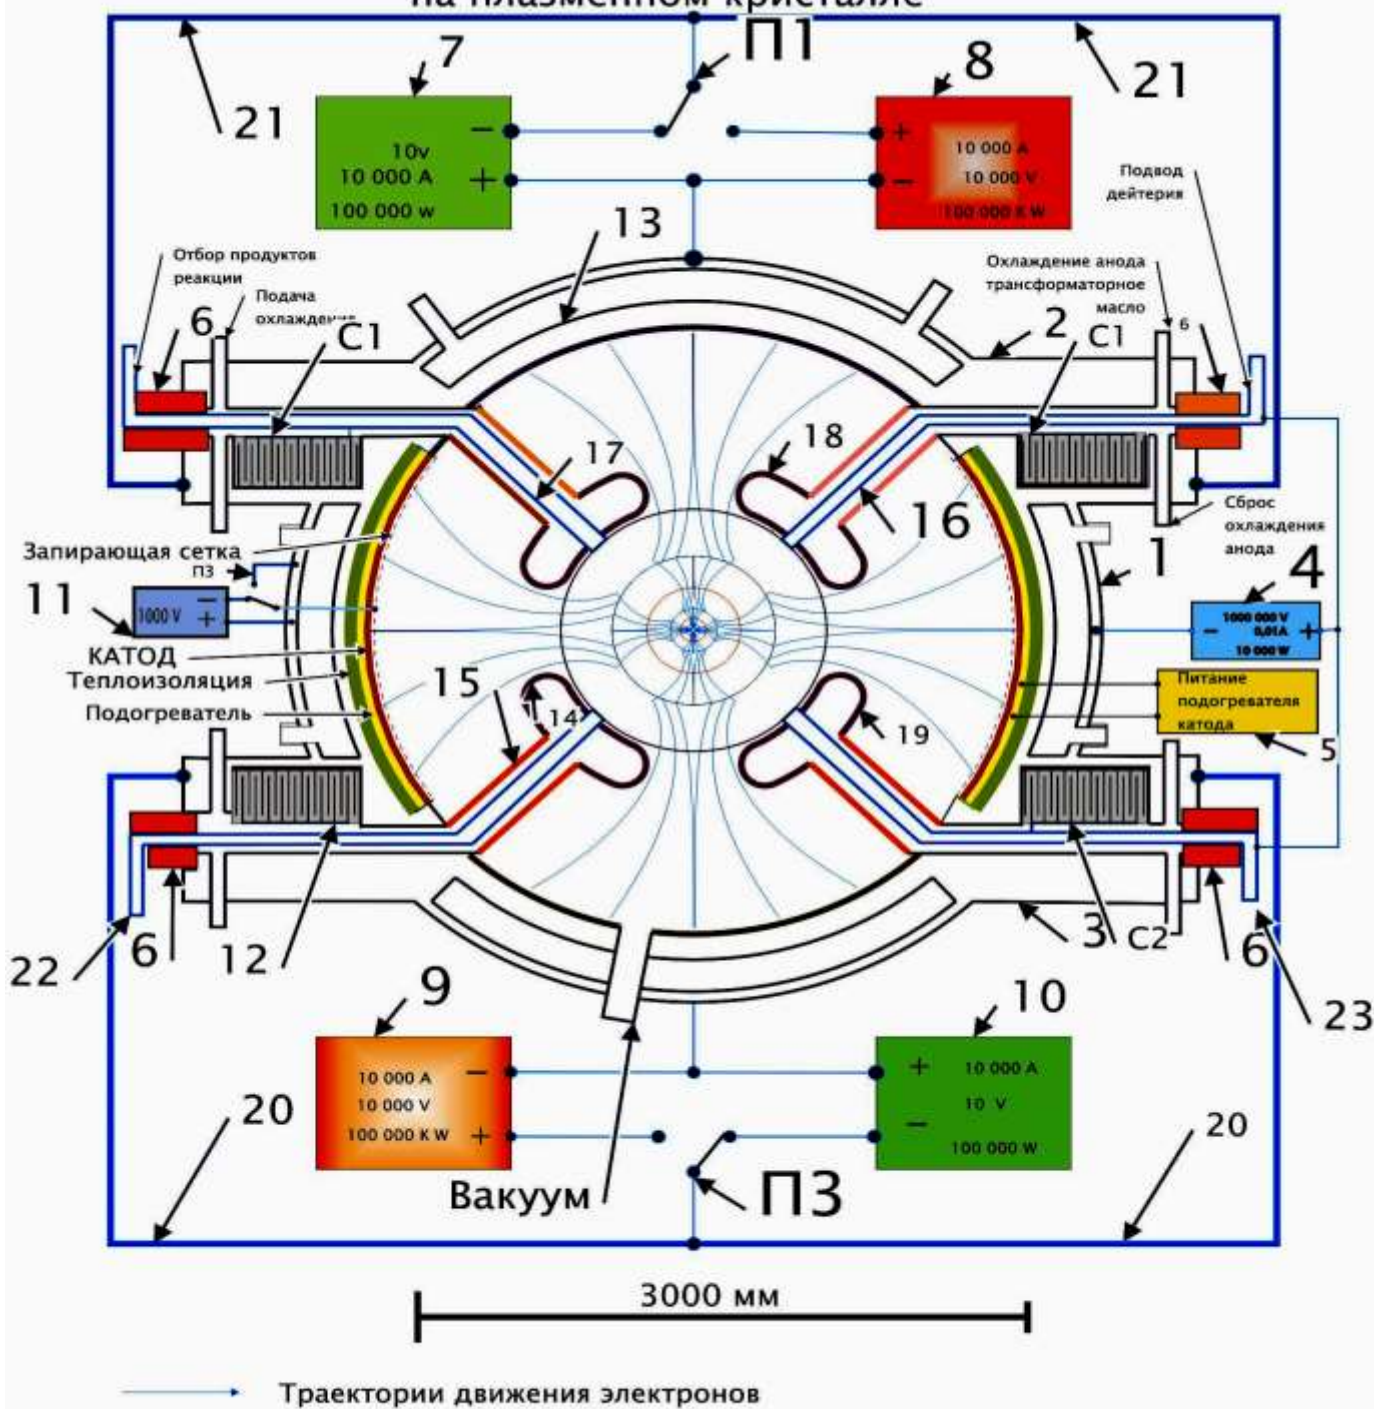 на плазменном кристалле
П1
7
8
21
21
−
10v
10 000 A
+
100 000 w
+
10 000 A
10 000 V
−
100 000 K W
Подвод
дейтерия
13
Отбор продуктов
реакции
Подача
охлаждения
6
C1
Охлаждение анода
трансформаторное
масло
2
C1
6
17
18
16
Сброс
охлаждения
анода
Запирающая сетка
П3
11
1000 V
−
+
1
4
1000 000 V
0,01A
−
+
10 000 W
КАТОД
Теплоизоляция
Подогреватель
15
14
19
Питание
подогревателя
катода
5
22
6
12
3
C2
6
23
9
10
10 000 A
−
10 000 V
100 000 K W
+
+
10 000 A
10 V
−
100 000 W
20
20
Вакуум
П3
3000 мм
Траектории движения электронов